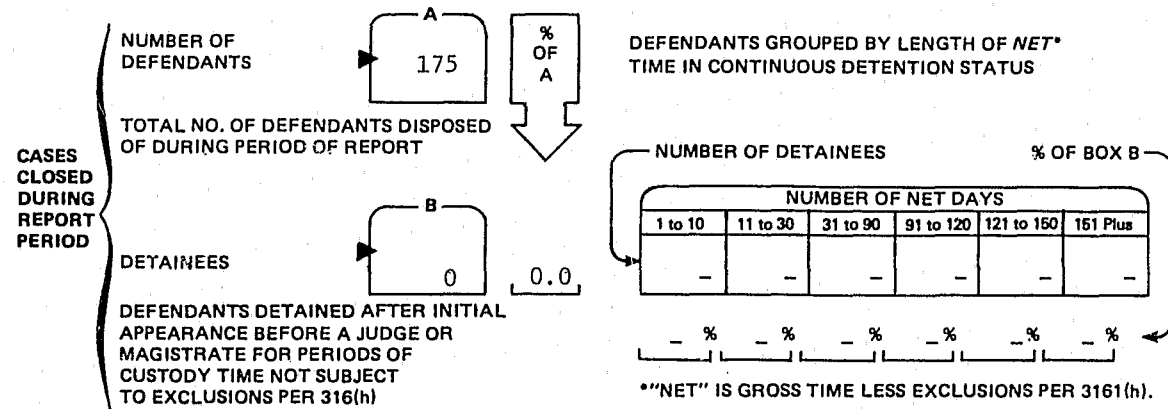 CASES
CLOSED
DURING
REPORT
PERIOD
NUMBER OF
DEFENDANTS
A
175
%
OF
A
TOTAL NO. OF DEFENDANTS DISPOSED
OF DURING PERIOD OF REPORT
DETAINEES
B
0
0.0
DEFENDANTS DETAINED AFTER INITIAL
APPEARANCE BEFORE A JUDGE OR
MAGISTRATE FOR PERIODS OF
CUSTODY TIME NOT SUBJECT
TO EXCLUSIONS PER 316(h)
DEFENDANTS GROUPED BY LENGTH OF NET*
TIME IN CONTINUOUS DETENTION STATUS
NUMBER OF DETAINEES % OF BOX B
NUMBER OF NET DAYS
1 to 10 11 to 30 31 to 90 91 to 120 121 to 150 151 Plus
– – – – – –
– % – % – % – % – % – %
*"NET" IS GROSS TIME LESS EXCLUSIONS PER 3161(h).